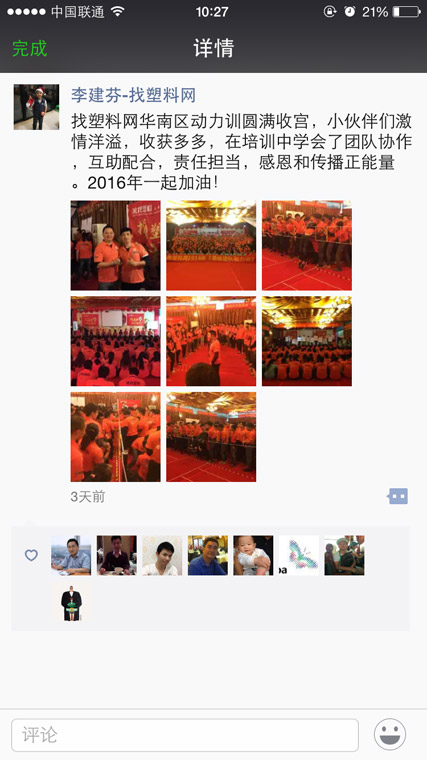 中国联通 10:27 21%
完成 详情
李建芬-找塑料网
找塑料网华南区动力训圆满收宫，小伙伴们激
情洋溢，收获多多，在培训中学会了团队协作
，互助配合，责任担当，感恩和传播正能量
。2016年一起加油！
3天前
评论